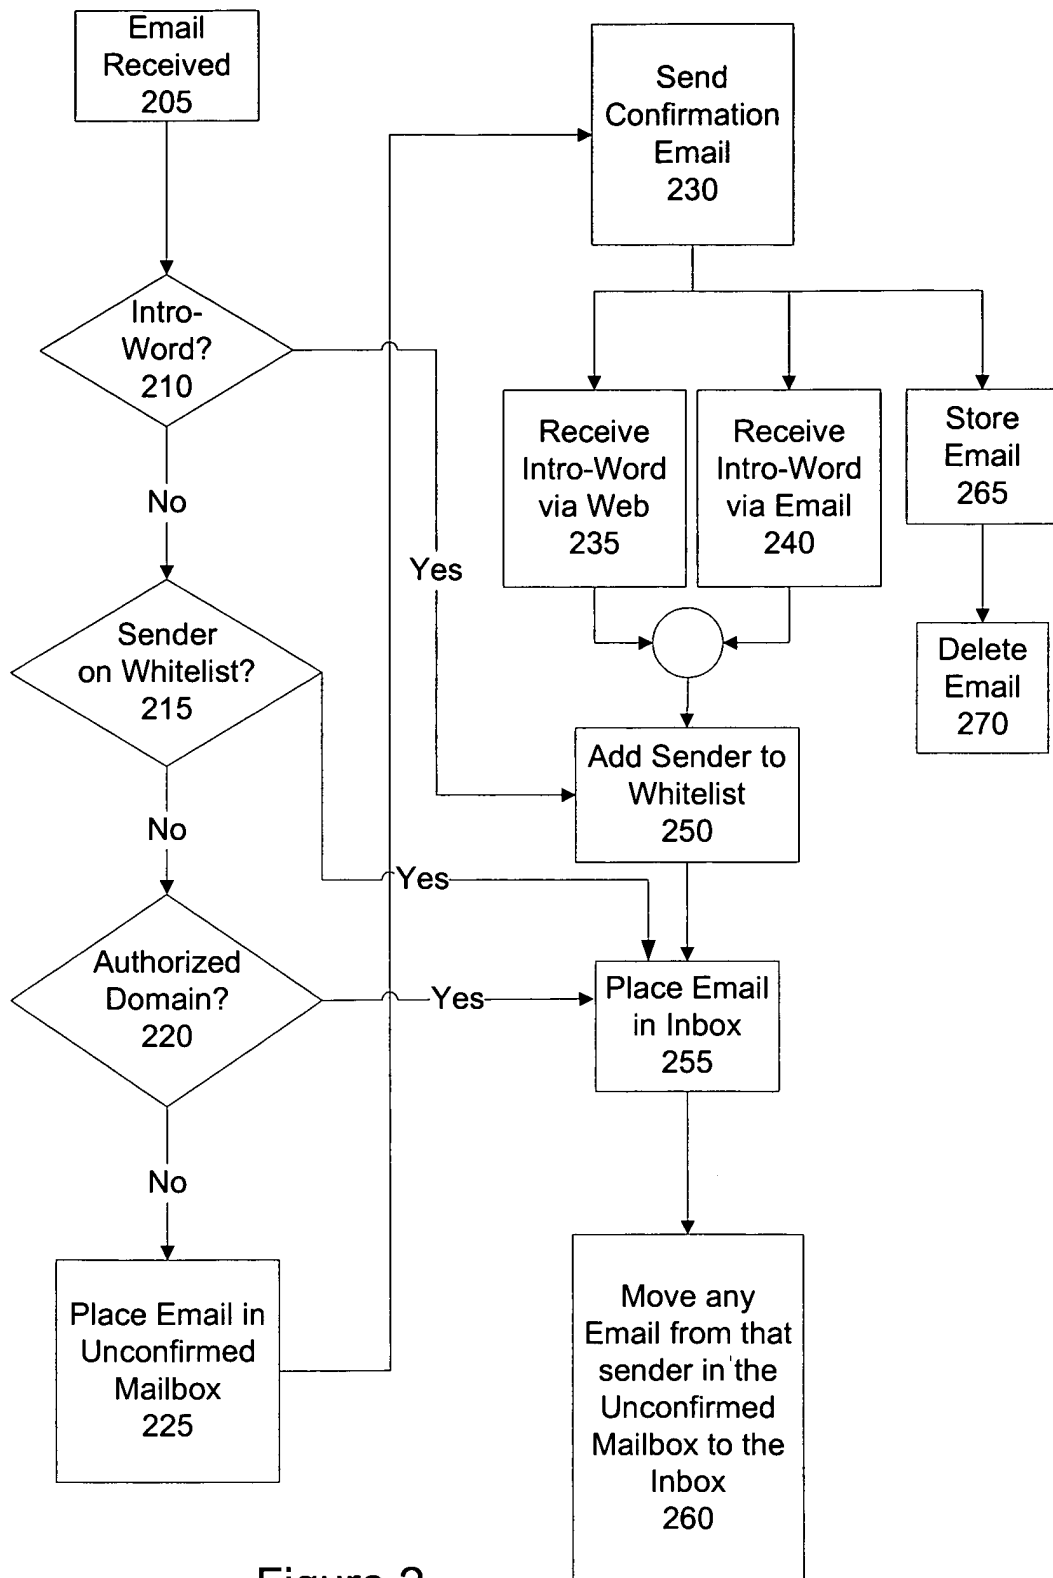 Email
Received
205
Intro-
Word?
210
No
Sender
on Whitelist?
215
No
Authorized
Domain?
220
No
Place Email in
Unconfirmed
Mailbox
225
Yes
Yes
Yes
Send
Confirmation
Email
230
Receive
Intro-Word
via Web
235
Receive
Intro-Word
via Email
240
Store
Email
265
Delete
Email
270
Add Sender to
Whitelist
250
Place Email
in Inbox
255
Move any
Email from that
sender in the
Unconfirmed
Mailbox to the
Inbox
260
Figure 2